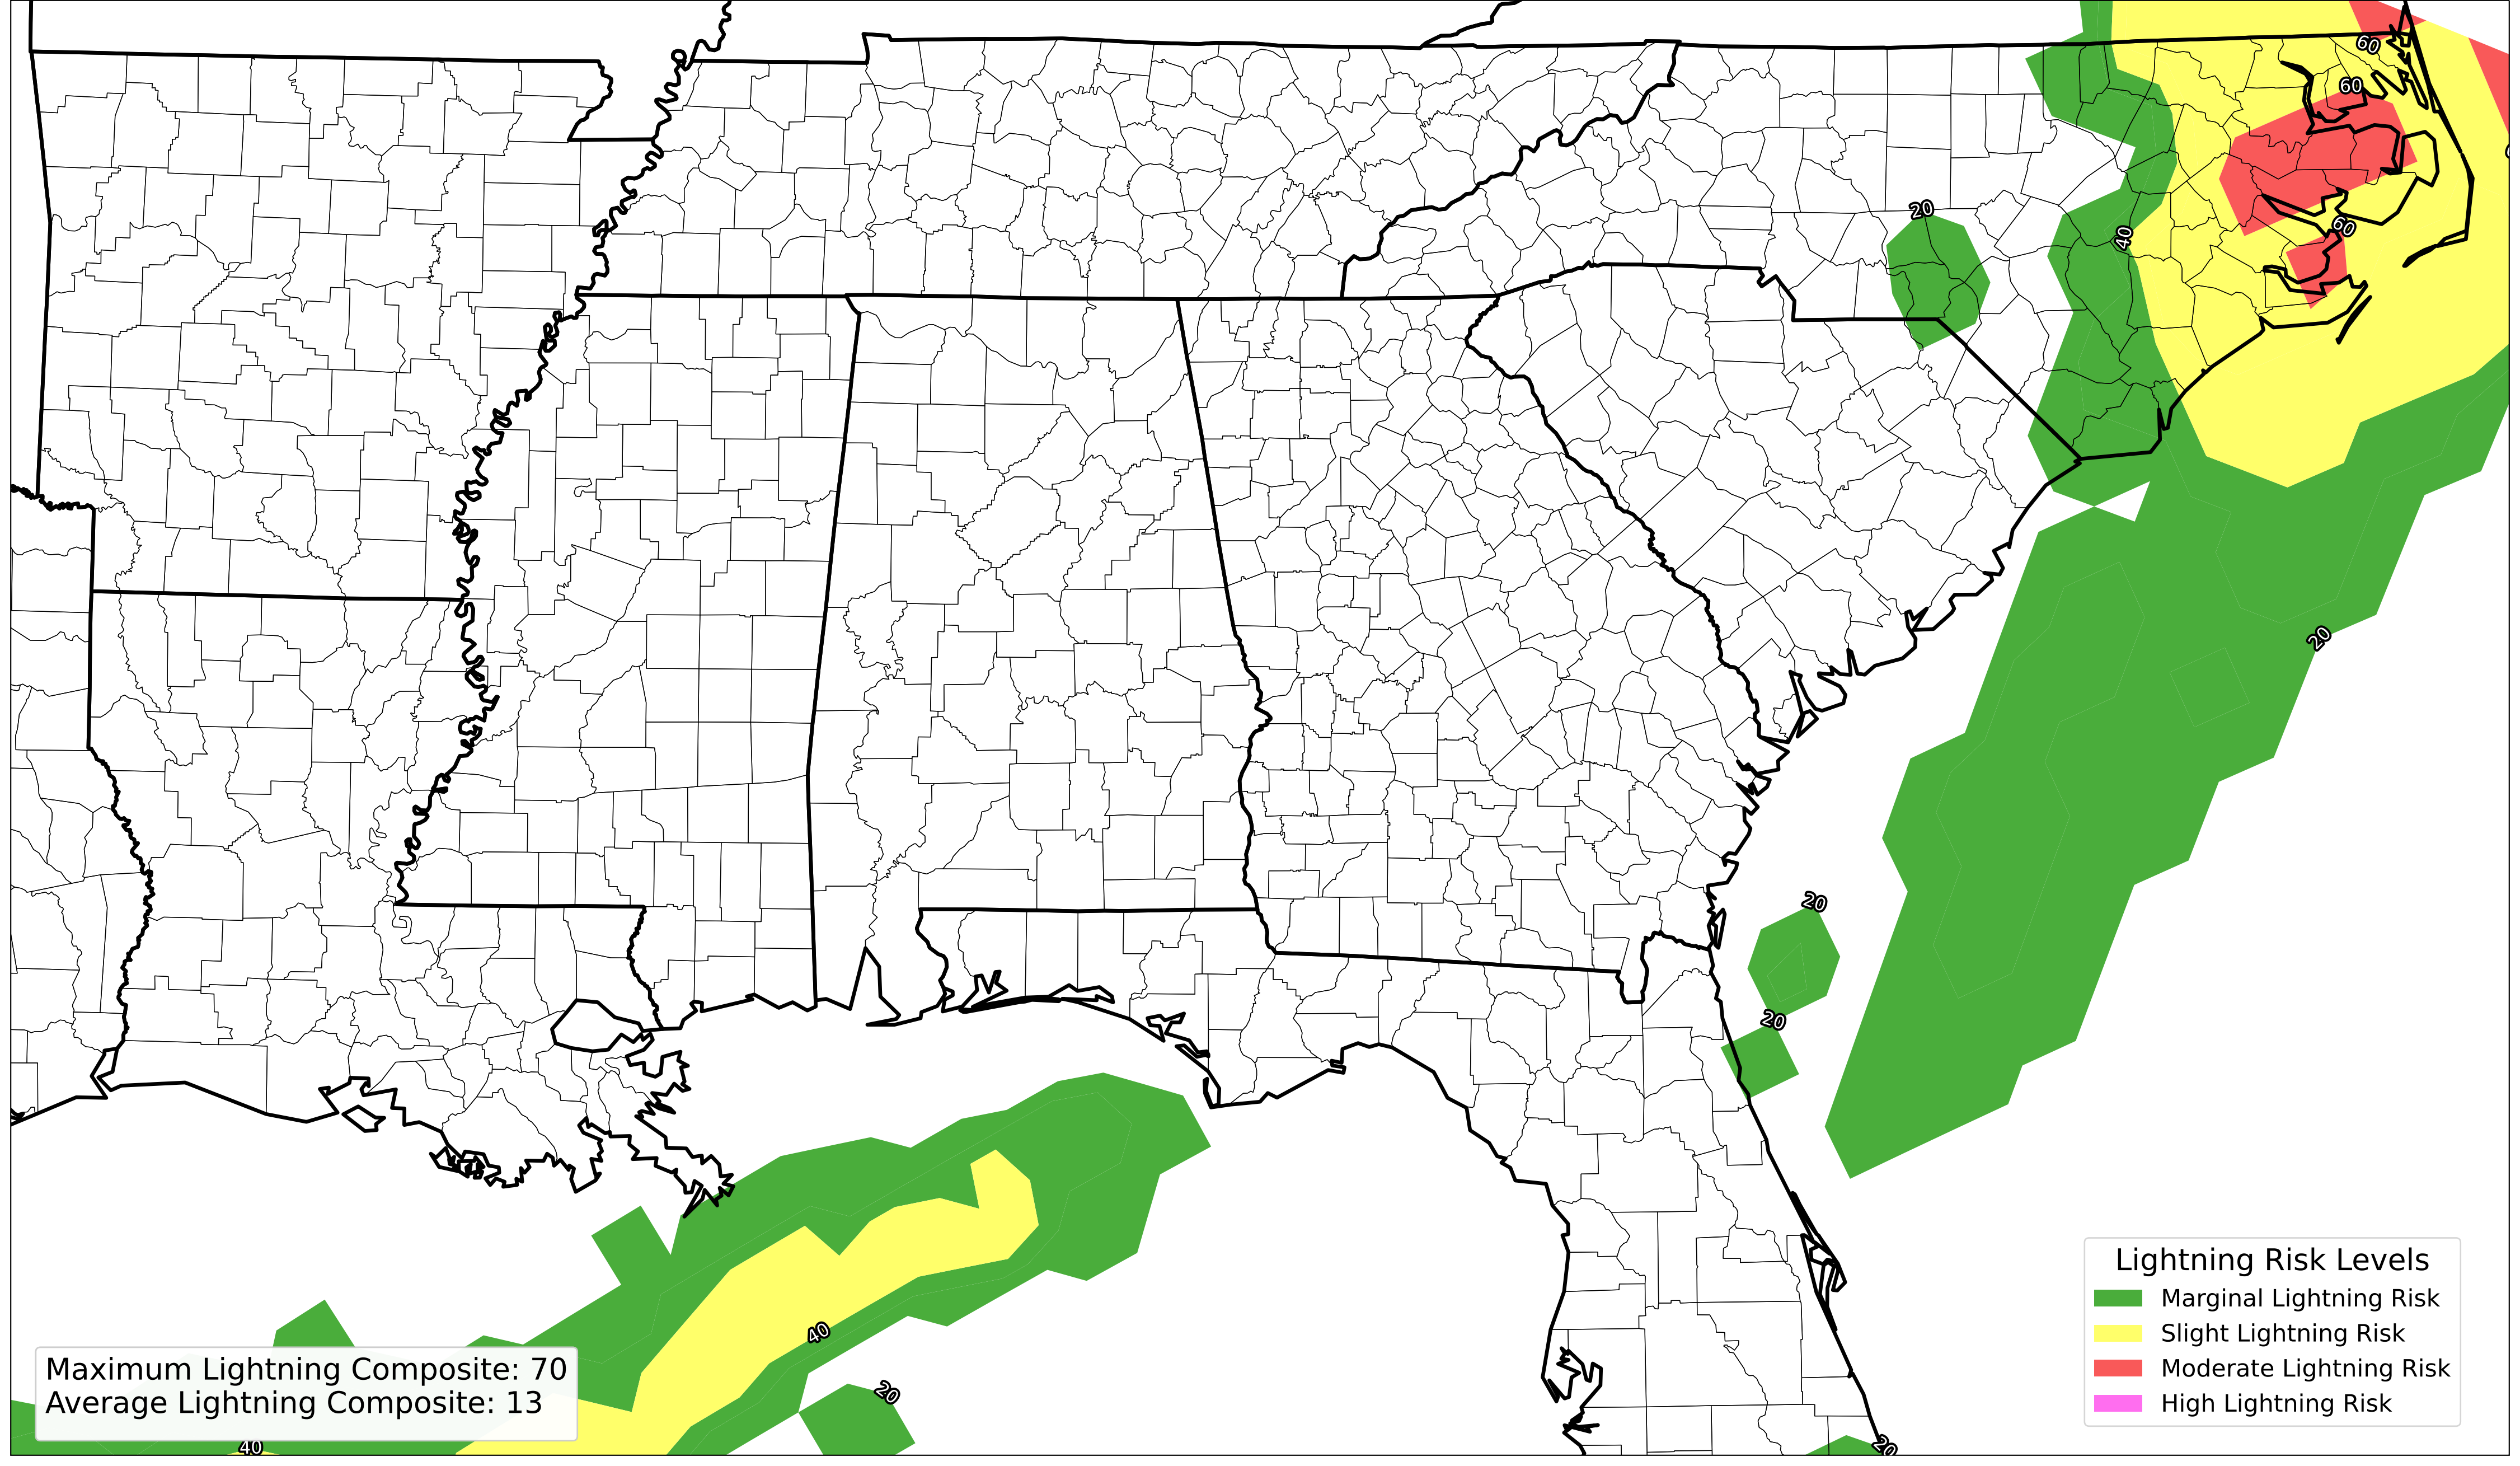 60
60
20
60
40
20
20
20
Lightning Risk Levels
Marginal Lightning Risk
Slight Lightning Risk
Moderate Lightning Risk
High Lightning Risk
40
Maximum Lightning Composite: 70
Average Lightning Composite: 13
20
40
20